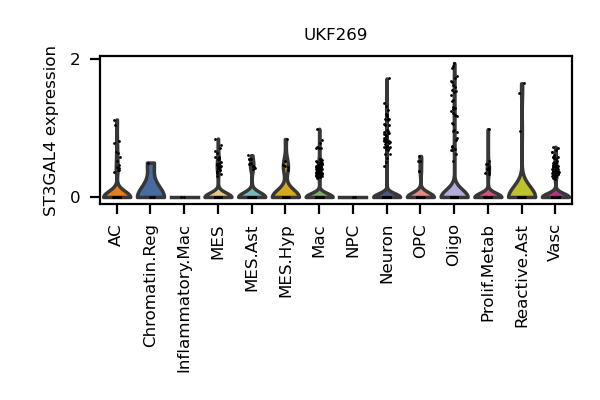 UKF269
ST3GAL4 expression
2
0
AC
Chromatin.Reg
Inflammatory.Mac
MES
MES.Ast
MES.Hyp
Mac
NPC
Neuron
OPC
Oligo
Prolif.Metab
Reactive.Ast
Vasc